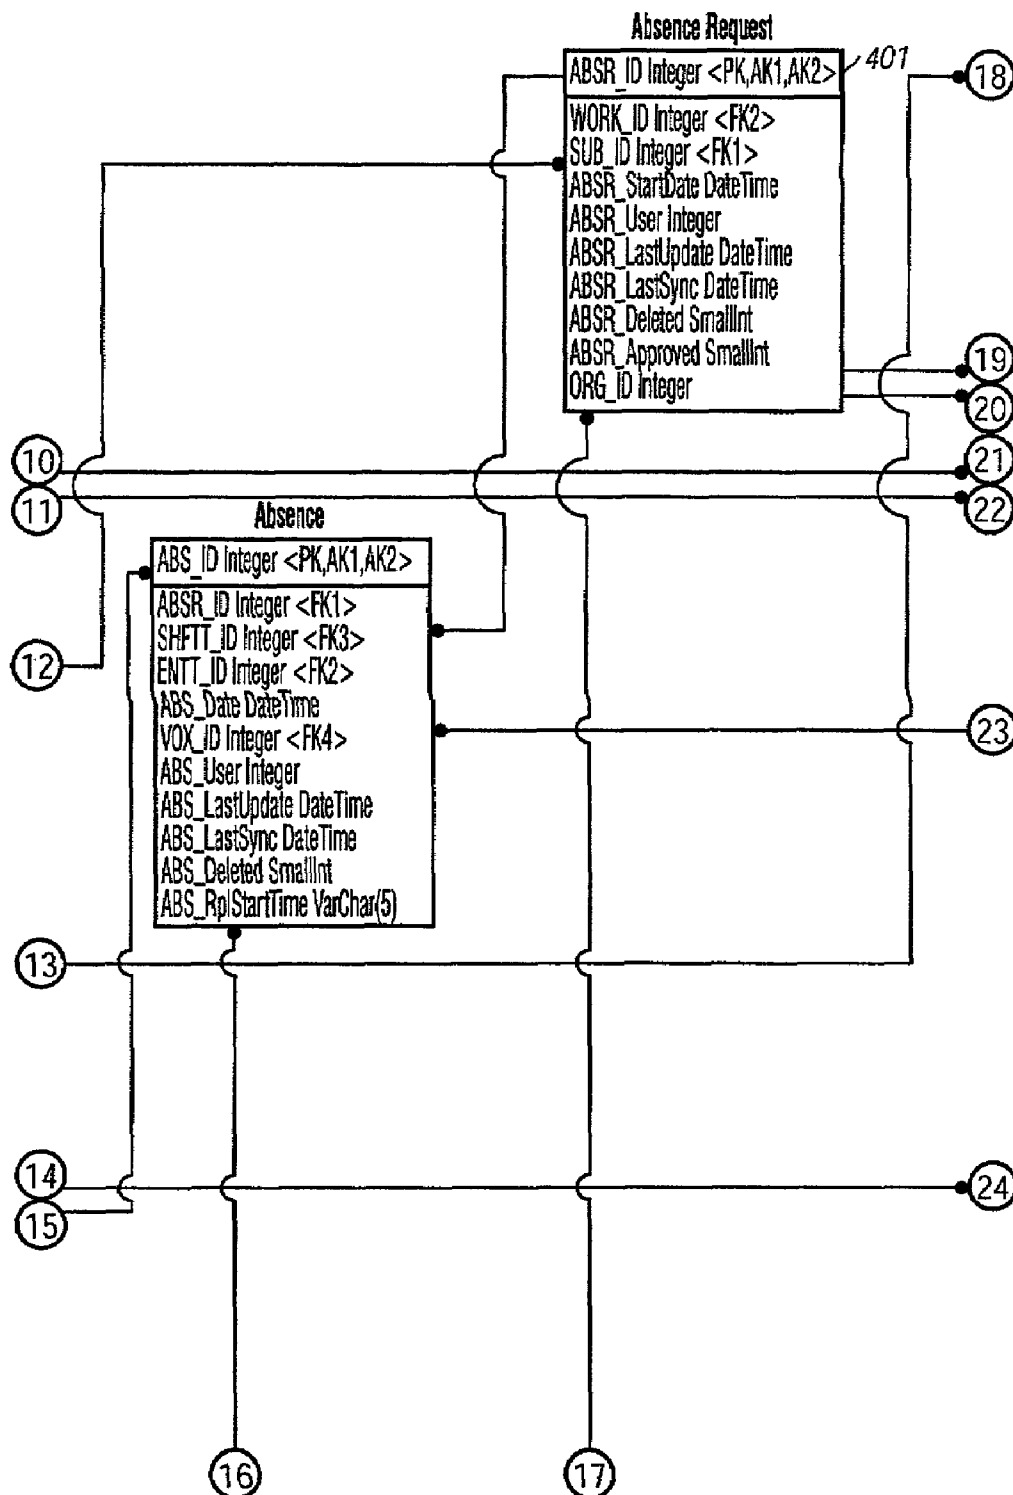 Absence Request
401
ABSR_ID Integer <PK,AK1,AK2>
WORK_ID Integer <FK2>
SUB_ID Integer <FK1>
ABSR_StartDate DateTime
ABSR_User Integer
ABSR_LastUpdate DateTime
ABSR_LastSync DateTime
ABSR_Deleted SmallInt
ABSR_Approved SmallInt
ORG_ID Integer
18
19
20
10
21
11
22
Absence
ABS_ID Integer <PK,AK1,AK2>
ABSR_ID Integer <FK1>
SHFTT_ID Integer <FK3>
ENTT_ID Integer <FK2>
ABS_Date DateTime
VOX_ID Integer <FK4>
ABS_User Integer
ABS_LastUpdate DateTime
ABS_LastSync DateTime
ABS_Deleted SmallInt
ABS_RplStartTime VarChar(5)
12
23
13
14
15
24
16
17